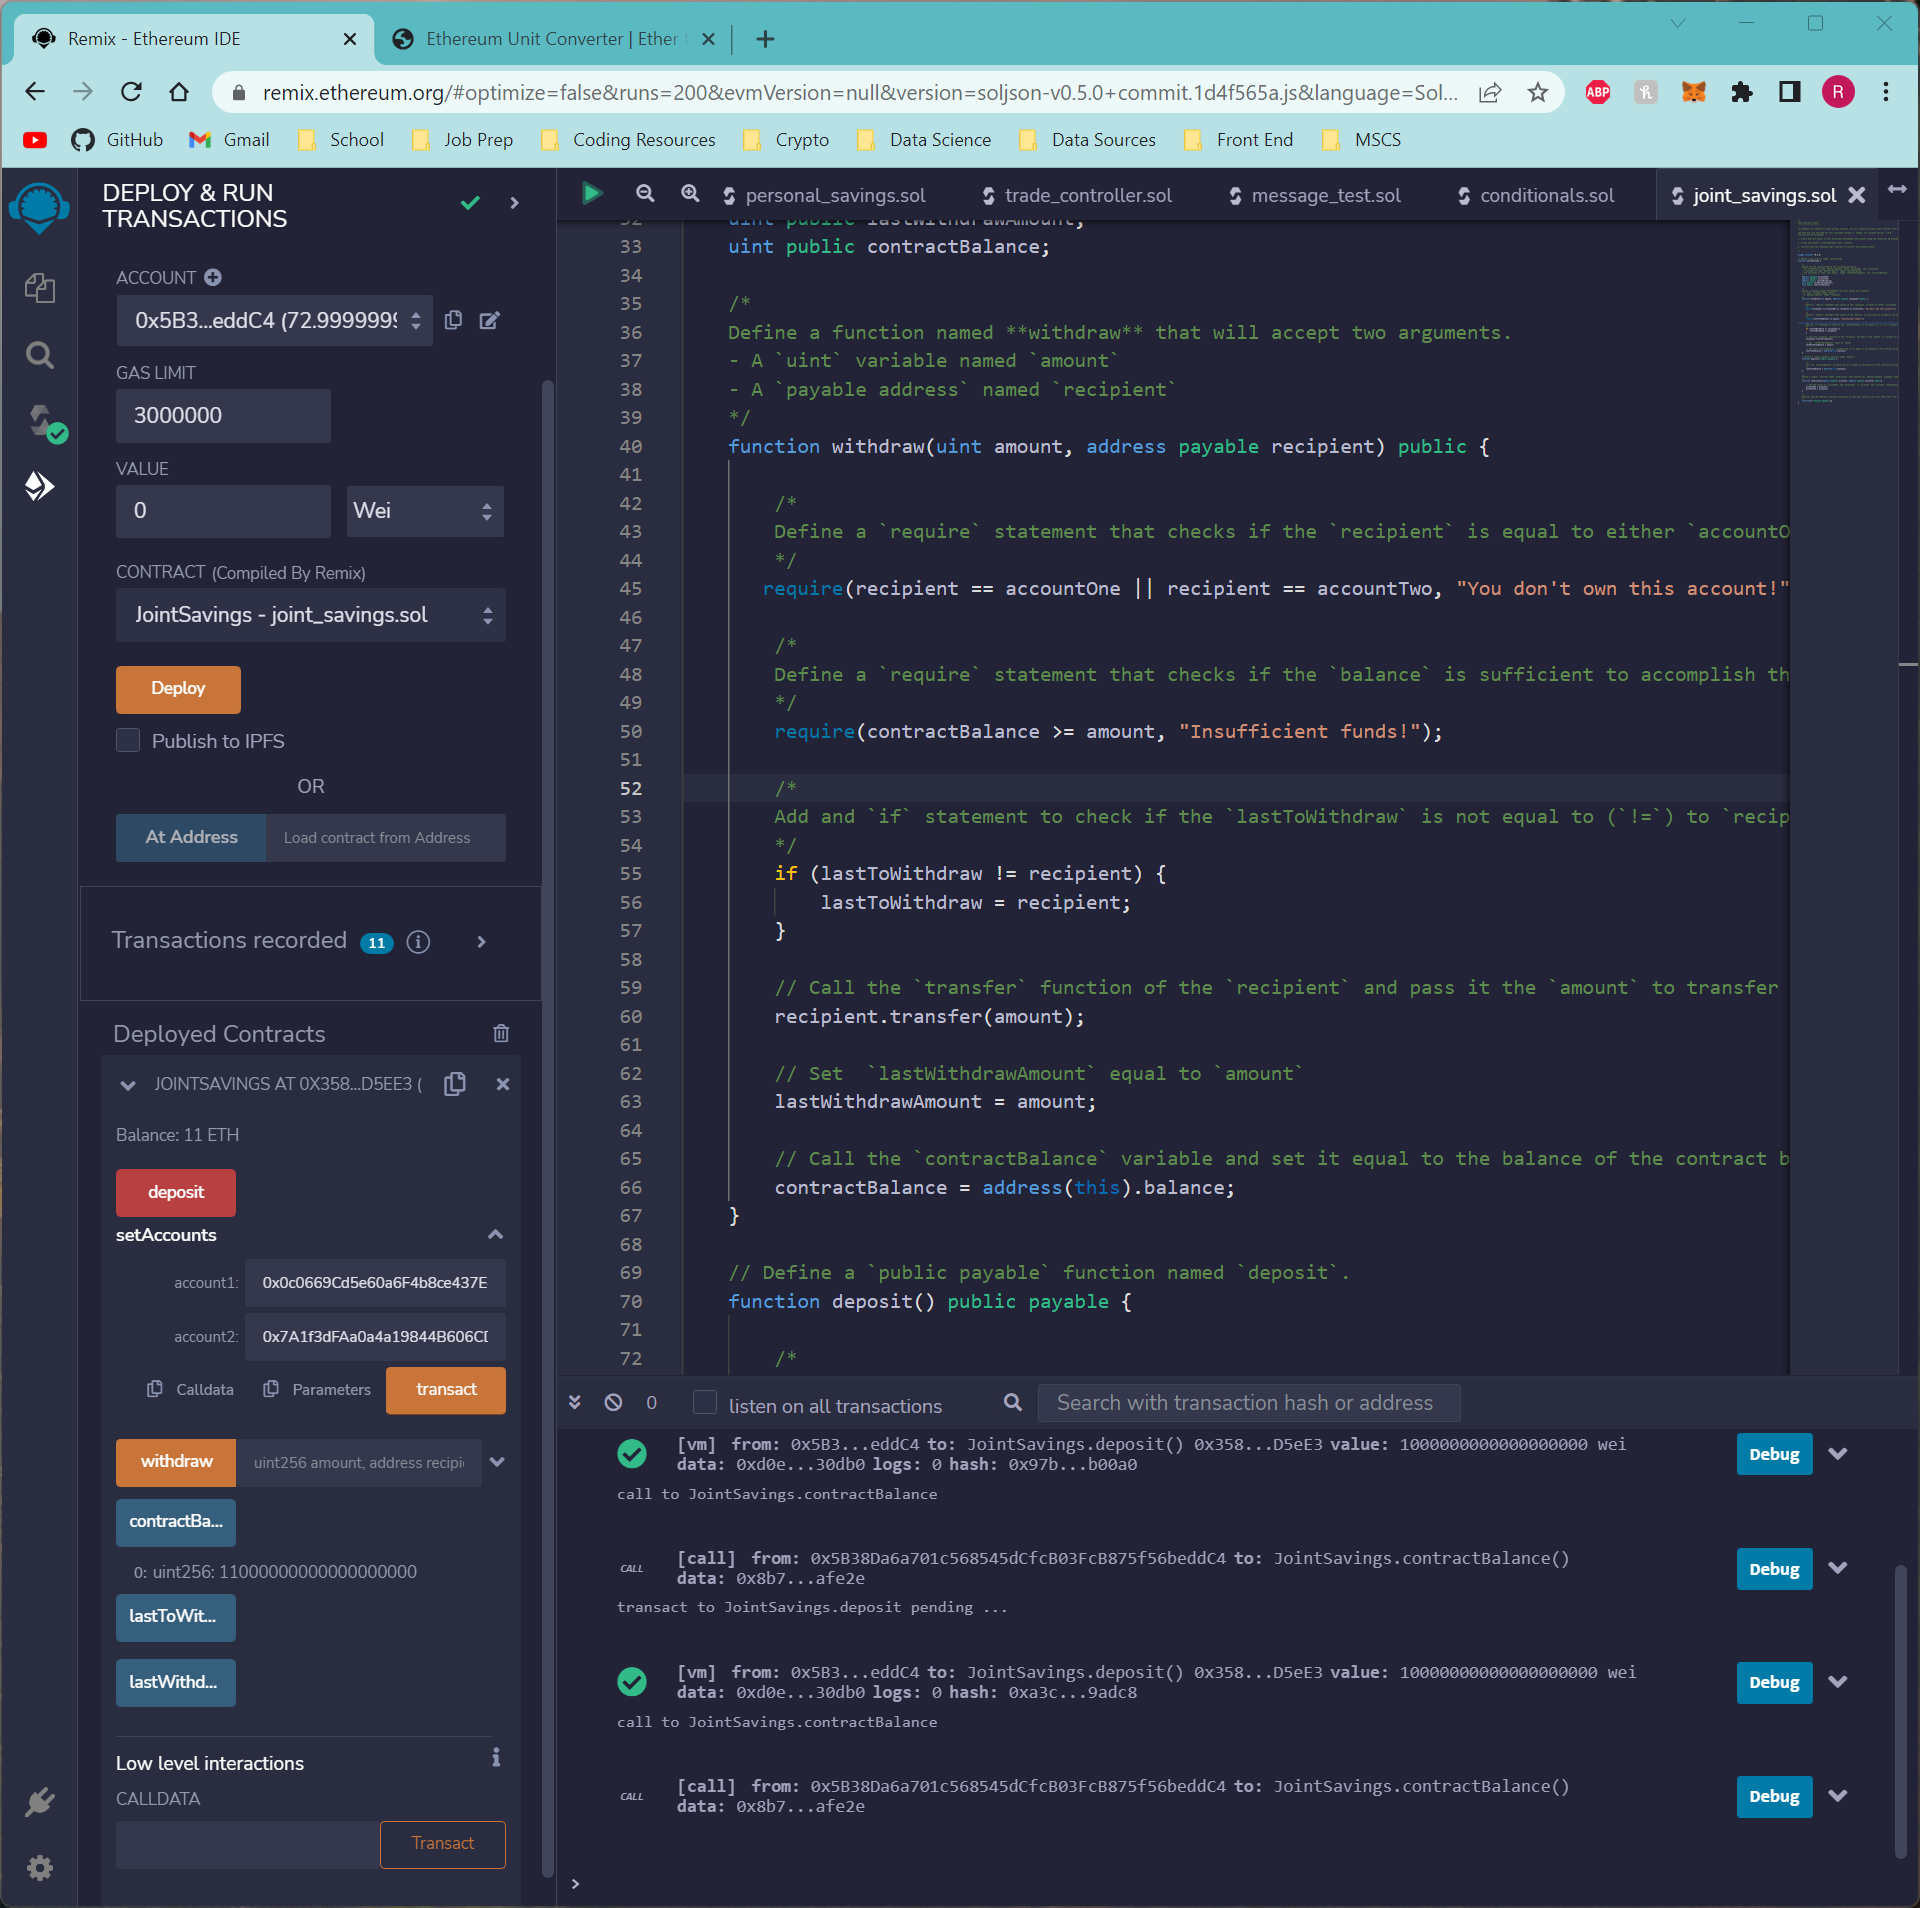 Remix - Ethereum IDE
Ethereum Unit Converter | Ether
remix.ethereum.org/#optimize=false&runs=200&evmVersion=null&version=soljson-v0.5.0+commit.1d4f565a.js&language=Sol...
ABP
R
GitHub
Gmail
School
Job Prep
Coding Resources
Crypto
Data Science
Data Sources
Front End
MSCS
DEPLOY & RUN
TRANSACTIONS
ACCOUNT
0x5B3...eddC4 (72.9999999
GAS LIMIT
3000000
VALUE
0
Wei
CONTRACT (Compiled By Remix)
JointSavings - joint_savings.sol
Deploy
Publish to IPFS
OR
At Address
Load contract from Address
Transactions recorded 11
Deployed Contracts
JOINTSAVINGS AT 0X358...D5EE3 (
Balance: 11 ETH
deposit
setAccounts
account1: 0x0c0669Cd5e60a6F4b8ce437E
account2: 0x7A1f3dFAa0a4a19844B606CD
Calldata
Parameters
transact
withdraw
uint256 amount, address recipi
contractBa...
0: uint256: 11000000000000000000
lastToWit...
lastWithd...
Low level interactions
CALLDATA
Transact
personal_savings.sol
trade_controller.sol
message_test.sol
conditionals.sol
joint_savings.sol
32 uint public lastWithdrawAmount;
33 uint public contractBalance;
34
35 /*
36 Define a function named **withdraw** that will accept two arguments.
37 - A `uint` variable named `amount`
38 - A `payable address` named `recipient`
39 */
40 function withdraw(uint amount, address payable recipient) public {
41
42 /*
43 Define a `require` statement that checks if the `recipient` is equal to either `accountO
44 */
45 require(recipient == accountOne || recipient == accountTwo, "You don't own this account!"
46
47 /*
48 Define a `require` statement that checks if the `balance` is sufficient to accomplish th
49 */
50 require(contractBalance >= amount, "Insufficient funds!");
51
52 /*
53 Add and `if` statement to check if the `lastToWithdraw` is not equal to (`!=`) to `recip
54 */
55 if (lastToWithdraw != recipient) {
56 lastToWithdraw = recipient;
57 }
58
59 // Call the `transfer` function of the `recipient` and pass it the `amount` to transfer
60 recipient.transfer(amount);
61
62 // Set  `lastWithdrawAmount` equal to `amount`
63 lastWithdrawAmount = amount;
64
65 // Call the `contractBalance` variable and set it equal to the balance of the contract b
66 contractBalance = address(this).balance;
67 }
68
69 // Define a `public payable` function named `deposit`.
70 function deposit() public payable {
71
72 /*
0
listen on all transactions
Search with transaction hash or address
[vm] from: 0x5B3...eddC4 to: JointSavings.deposit() 0x358...D5eE3 value: 1000000000000000000 wei
data: 0xd0e...30db0 logs: 0 hash: 0x97b...b00a0
Debug
call to JointSavings.contractBalance
CALL
[call] from: 0x5B38Da6a701c568545dCfcB03FcB875f56beddC4 to: JointSavings.contractBalance()
data: 0x8b7...afe2e
Debug
transact to JointSavings.deposit pending ...
[vm] from: 0x5B3...eddC4 to: JointSavings.deposit() 0x358...D5eE3 value: 10000000000000000000 wei
data: 0xd0e...30db0 logs: 0 hash: 0xa3c...9adc8
Debug
call to JointSavings.contractBalance
CALL
[call] from: 0x5B38Da6a701c568545dCfcB03FcB875f56beddC4 to: JointSavings.contractBalance()
data: 0x8b7...afe2e
Debug
>